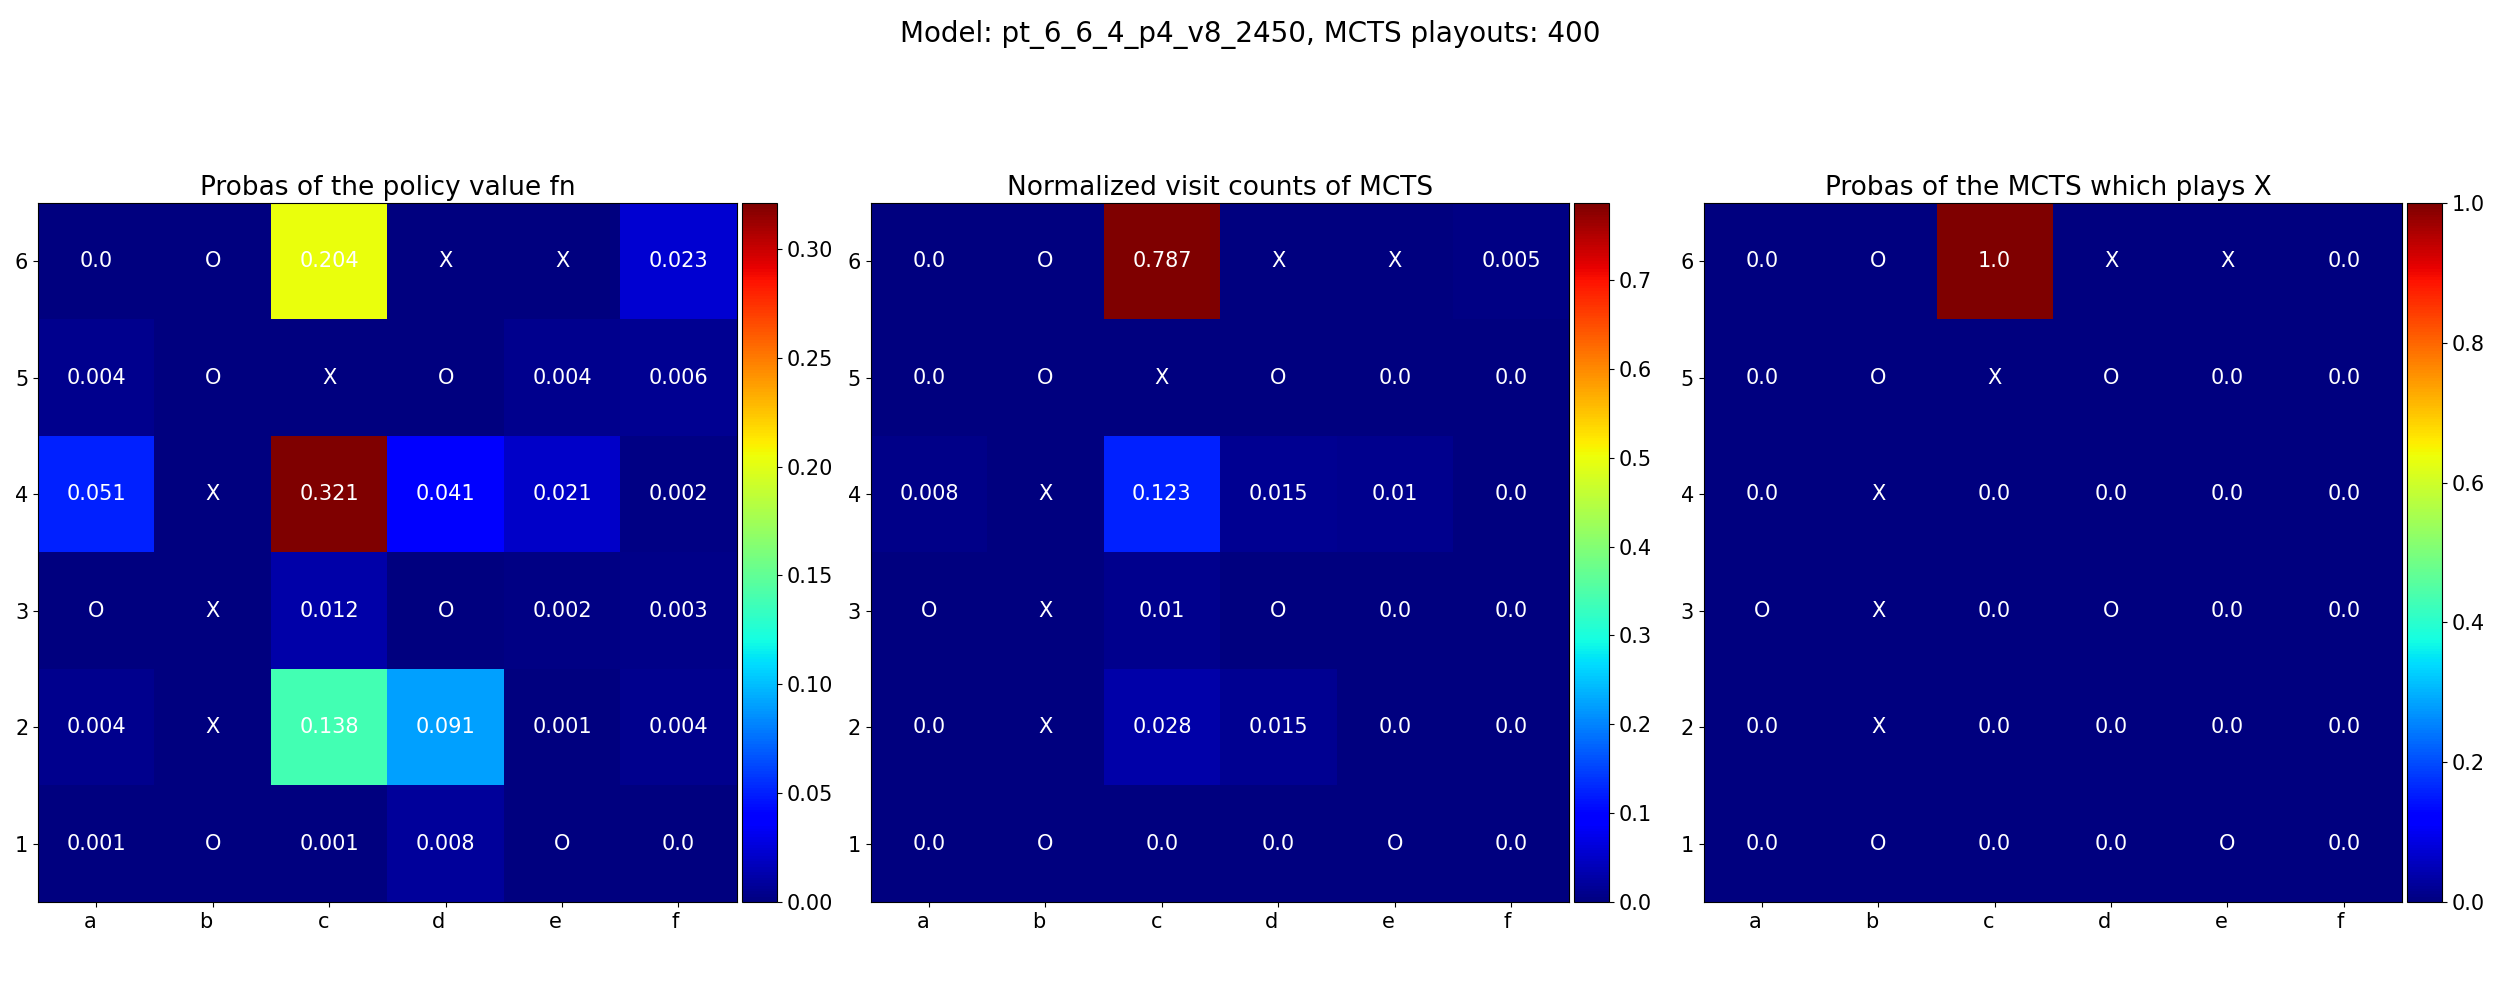 Model: pt_6_6_4_p4_v8_2450, MCTS playouts: 400
Probas of the policy value fn
6 0.0 O 0.204 X X 0.023
5 0.004 O X O 0.004 0.006
4 0.051 X 0.321 0.041 0.021 0.002
3 O X 0.012 O 0.002 0.003
2 0.004 X 0.138 0.091 0.001 0.004
1 0.001 O 0.001 0.008 O 0.0
a b c d e f
0.30
0.25
0.20
0.15
0.10
0.05
0.00
Normalized visit counts of MCTS
6 0.0 O 0.787 X X 0.005
5 0.0 O X O 0.0 0.0
4 0.008 X 0.123 0.015 0.01 0.0
3 O X 0.01 O 0.0 0.0
2 0.0 X 0.028 0.015 0.0 0.0
1 0.0 O 0.0 0.0 O 0.0
a b c d e f
0.7
0.6
0.5
0.4
0.3
0.2
0.1
0.0
Probas of the MCTS which plays X
6 0.0 O 1.0 X X 0.0
5 0.0 O X O 0.0 0.0
4 0.0 X 0.0 0.0 0.0 0.0
3 O X 0.0 O 0.0 0.0
2 0.0 X 0.0 0.0 0.0 0.0
1 0.0 O 0.0 0.0 O 0.0
a b c d e f
1.0
0.8
0.6
0.4
0.2
0.0